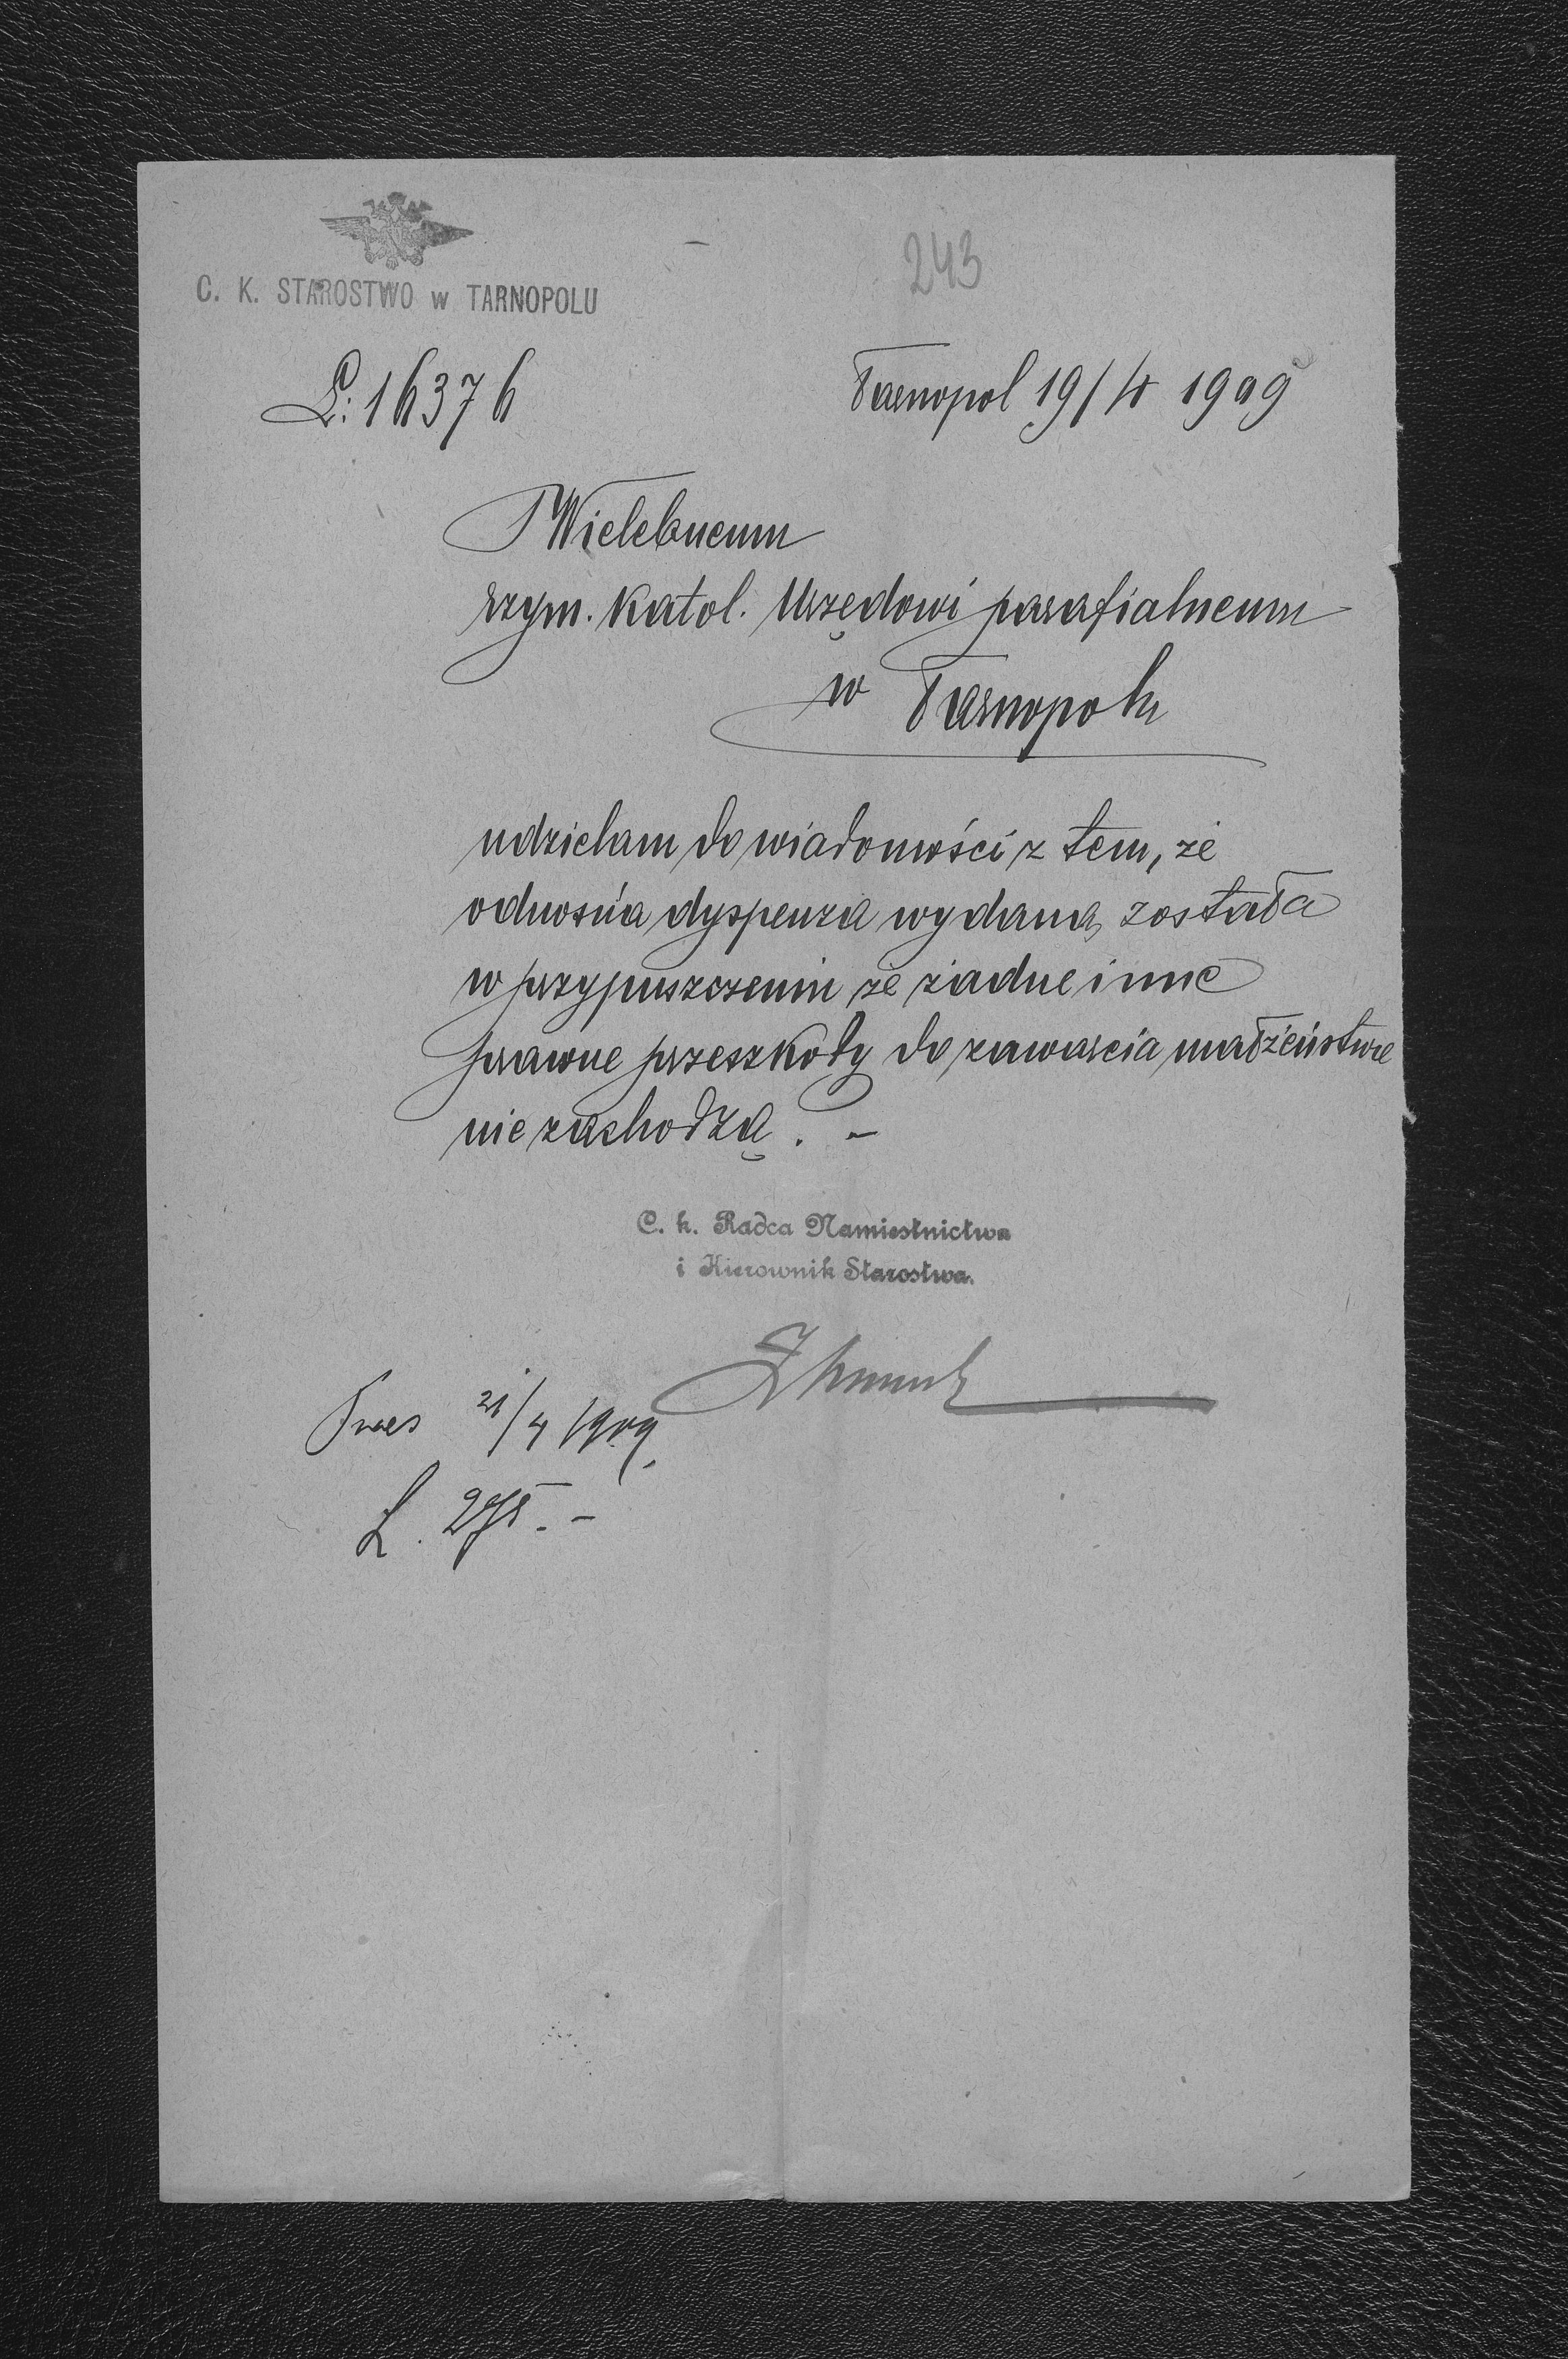 243
C. K. STAROSTWO w TARNOPOLU
L: 16376
Tarnopol 19/4 1909
Wielebnemu
rzym. katol. Urzędowi parafialnemu
w Tarnopolu
udzielam do wiadomości z tem, że
odnośna dyspenza wydaną została
w przypuszczeniu że żadne inne
prawne przeszkody do zawarcia małżeństwa
nie zachodzą. –
C. k. Radca Namiestnictwa
i Kierownik Starostwa.
Praes 21/4 1909.
L. 275. –